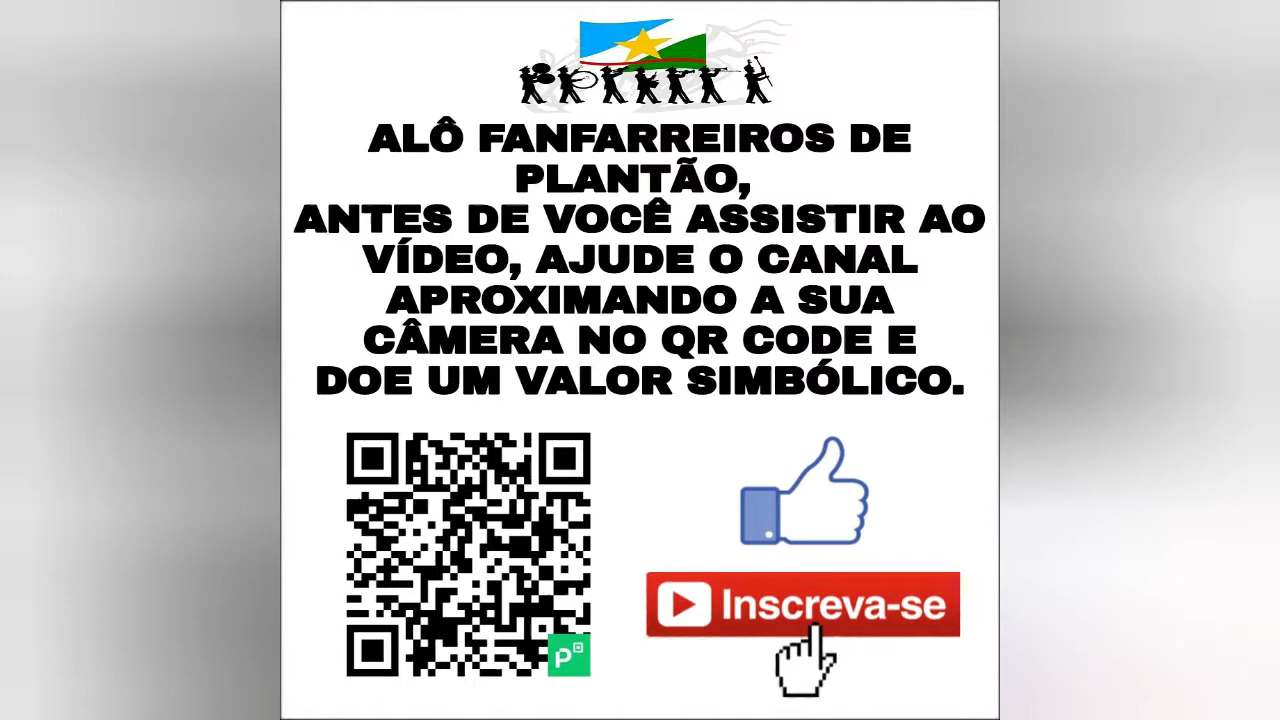 ALÔ FANFARREIROS DE
PLANTÃO,
ANTES DE VOCÊ ASSISTIR AO
VÍDEO, AJUDE O CANAL
APROXIMANDO A SUA
CÂMERA NO QR CODE E
DOE UM VALOR SIMBÓLICO.
Inscreva-se
P